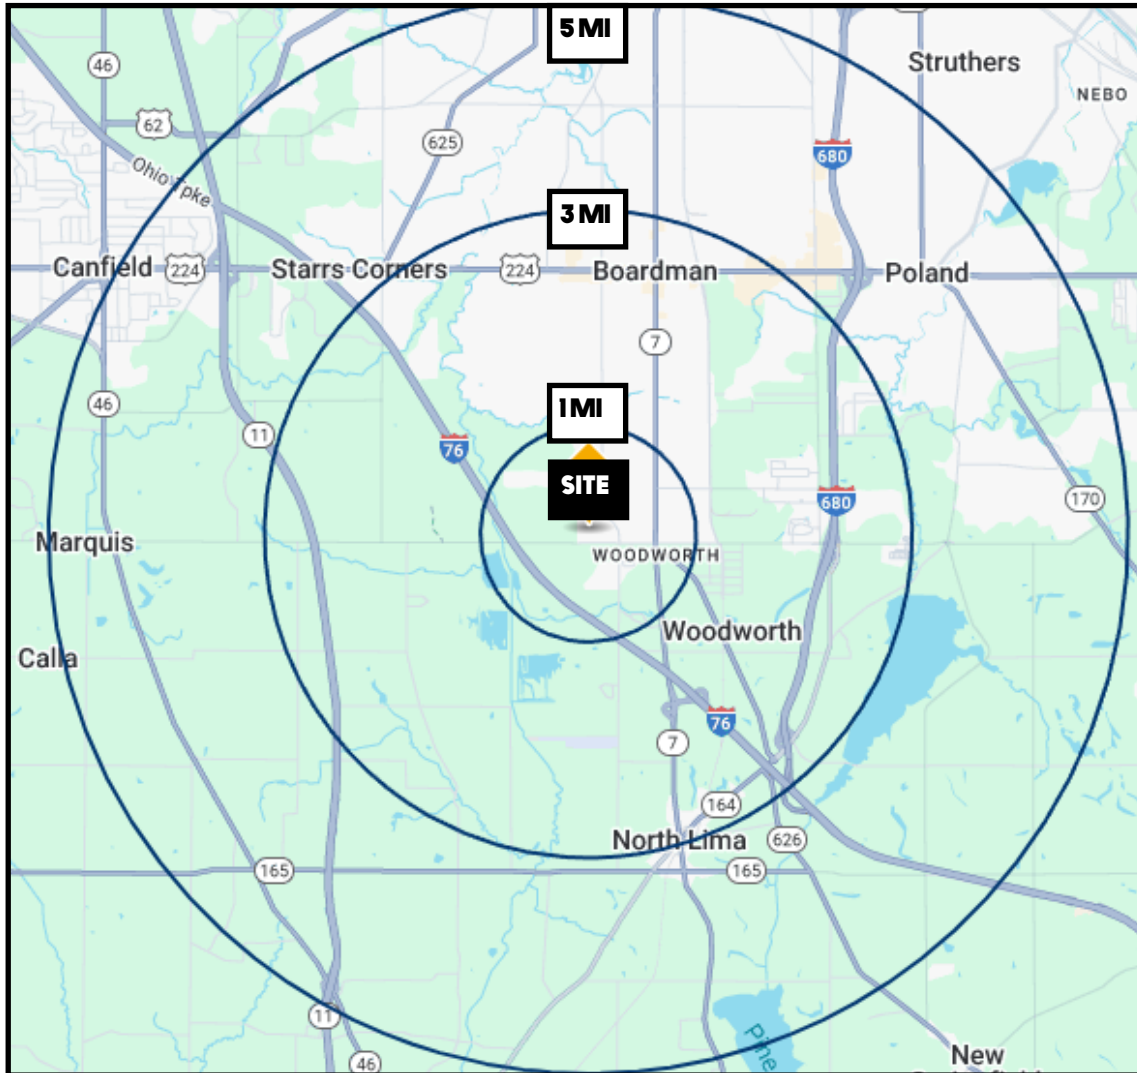 5 MI
Struthers
46
NEBO
62
625
680
Ohio Tpke
3 MI
Canfield
224
Starrs Corners
224
Boardman
Poland
7
1 MI
46
11
76
SITE
680
170
Marquis
WOODWORTH
Woodworth
Calla
76
7
164
North Lima
626
165
165
11
Pine
New
46